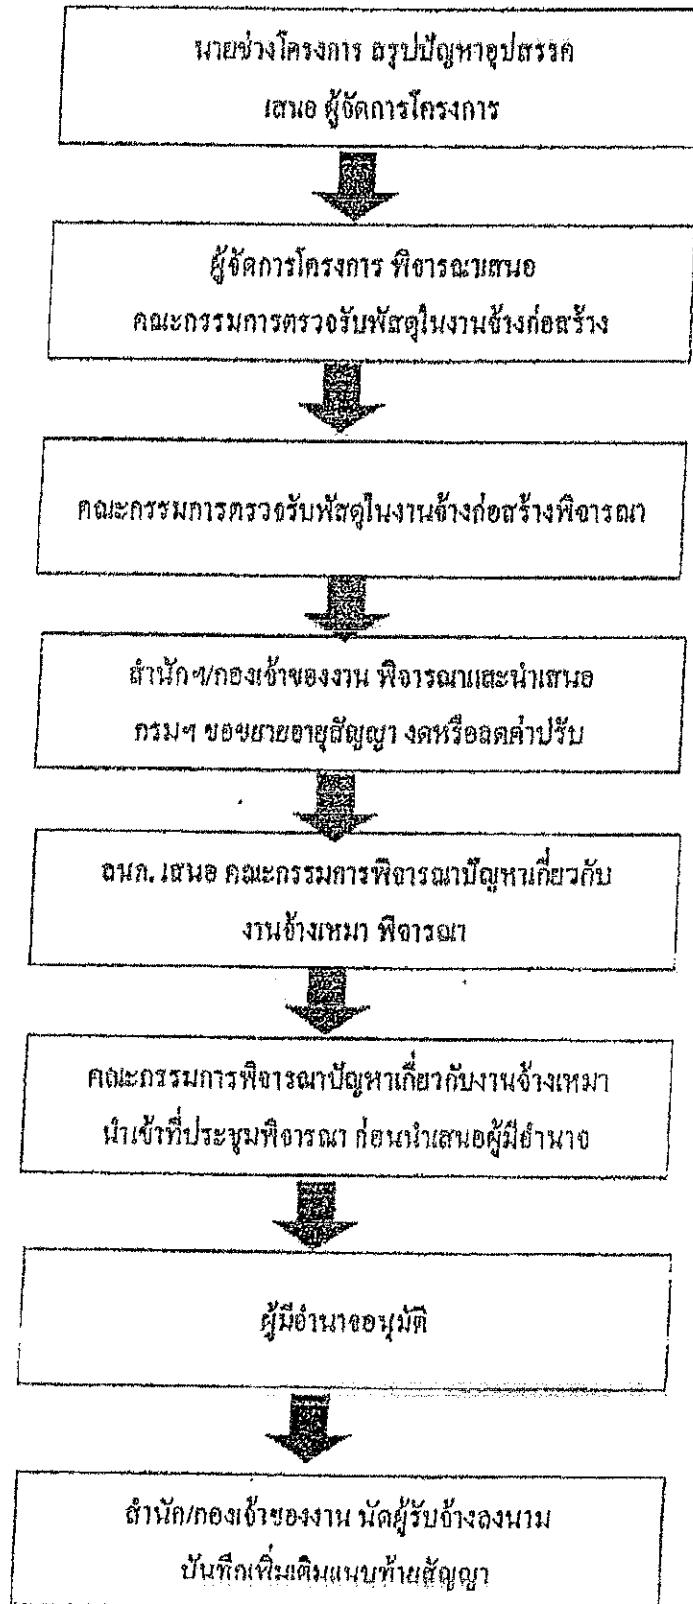 นายช่างโครงการ สรุปปัญหาอุปสรรค
เสนอ ผู้จัดการโครงการ
ผู้จัดการโครงการ พิจารณาเสนอ
คณะกรรมการตรวจรับพัสดุในงานจ้างก่อสร้าง
คณะกรรมการตรวจรับพัสดุในงานจ้างก่อสร้างพิจารณา
สำนักฯ/กองเจ้าของงาน พิจารณาและนำเสนอ
กรมฯ ขอขยายอายุสัญญา งดหรือลดค่าปรับ
อนก. เสนอ คณะกรรมการพิจารณาปัญหาเกี่ยวกับ
งานจ้างเหมา พิจารณา
คณะกรรมการพิจารณาปัญหาเกี่ยวกับงานจ้างเหมา
นำเข้าที่ประชุมพิจารณา ก่อนนำเสนอผู้มีอำนาจ
ผู้มีอำนาจอนุมัติ
สำนัก/กองเจ้าของงาน นัดผู้รับจ้างลงนาม
บันทึกเพิ่มเติมแนบท้ายสัญญา